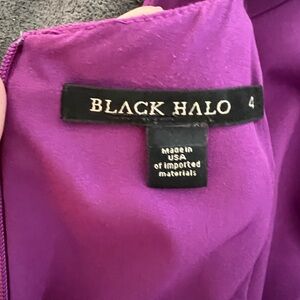 BLACK HALO 4
Made in
USA
of imported
materials